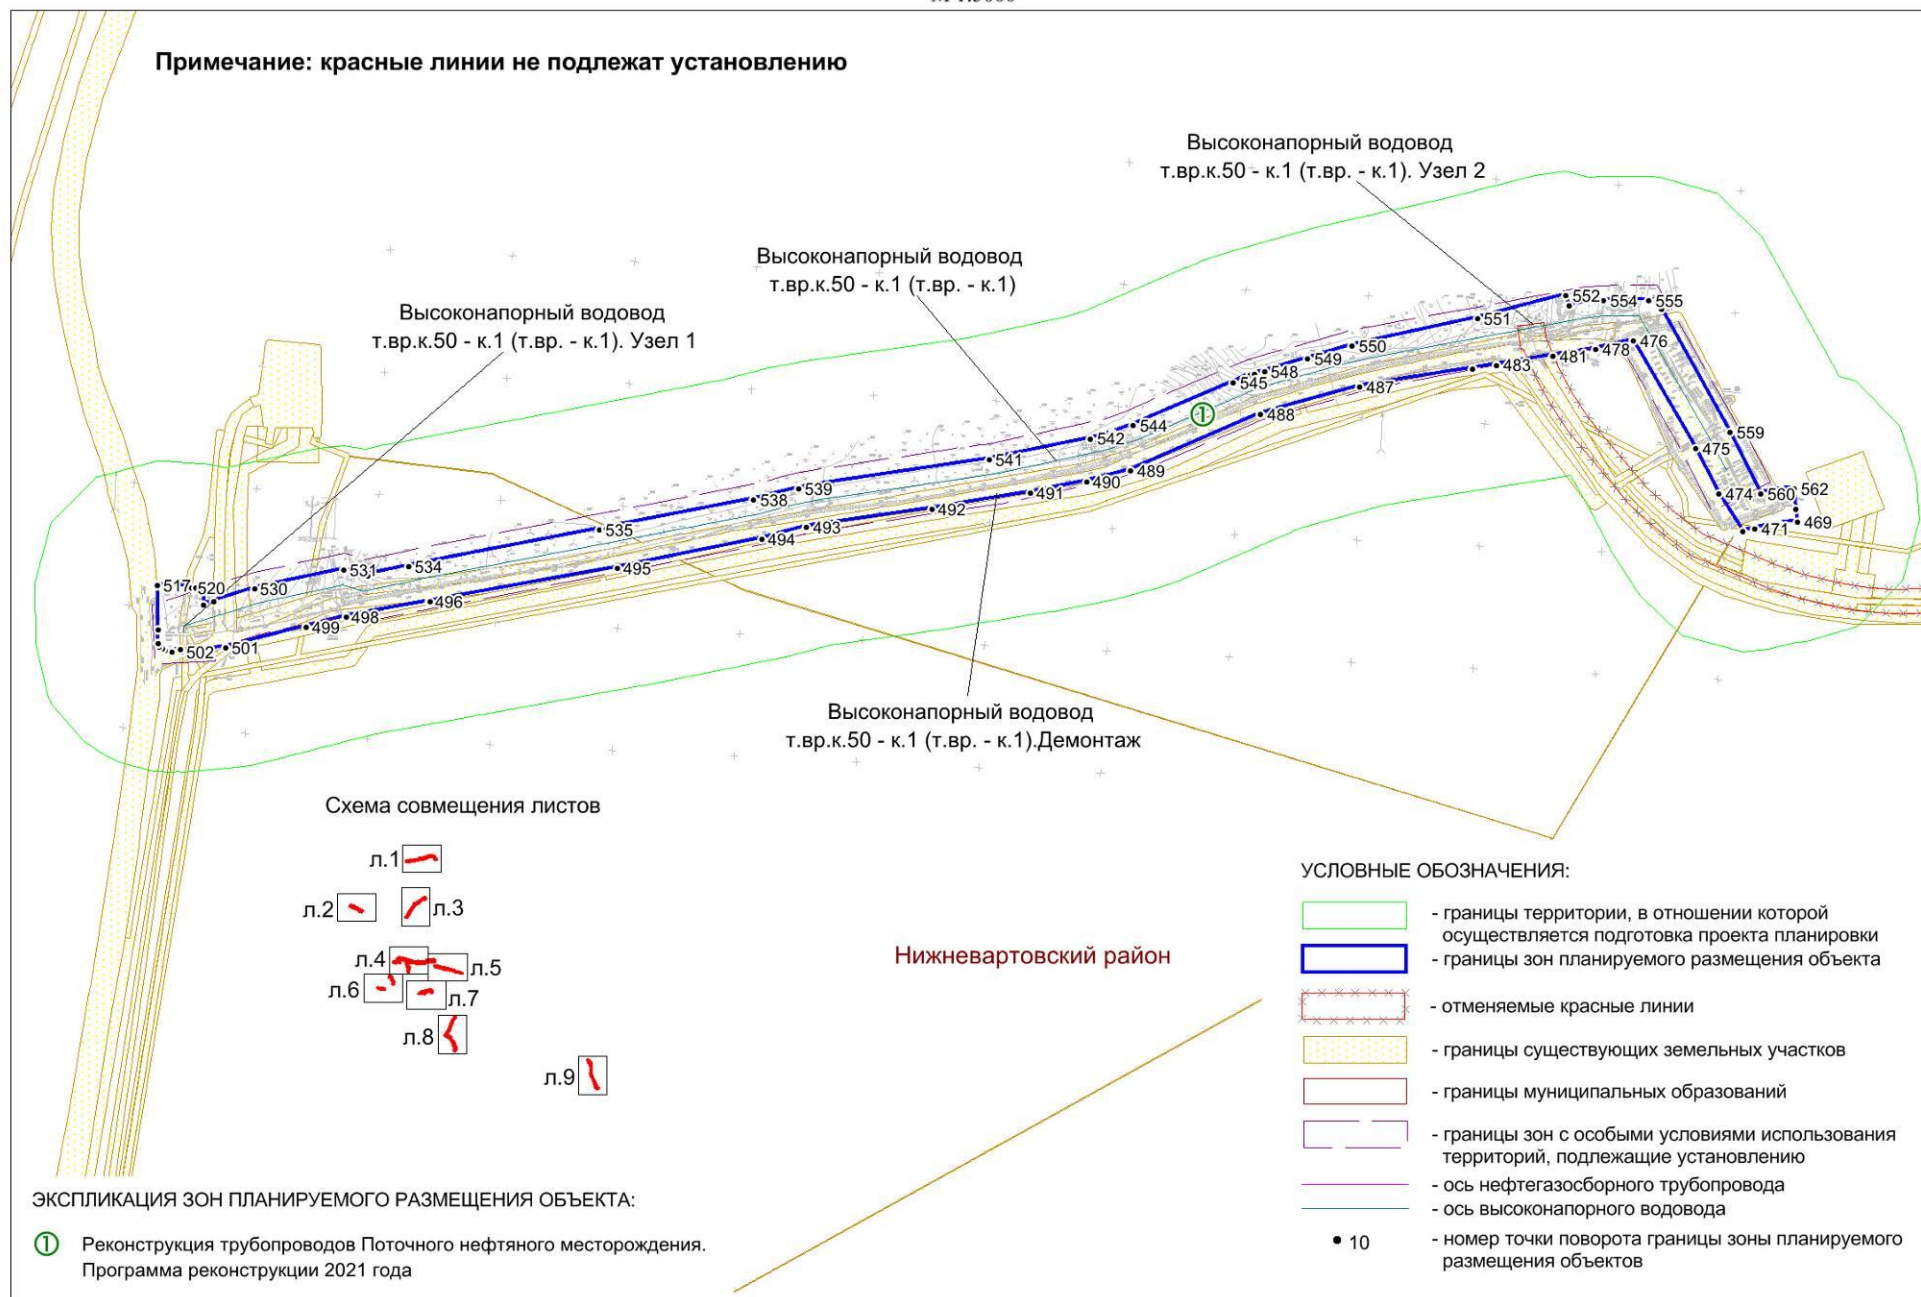 Примечание: красные линии не подлежат установлению
Высоконапорный водовод
т.вр.к.50 - к.1 (т.вр. - к.1). Узел 2
Высоконапорный водовод
т.вр.к.50 - к.1 (т.вр. - к.1)
Высоконапорный водовод
т.вр.к.50 - к.1 (т.вр. - к.1). Узел 1
552
554
555
551
550
549
548
545
544
542
541
539
538
535
534
531
530
520
517
476
478
481
483
487
488
489
490
491
492
493
494
495
496
498
499
501
502
475
474
559
560
562
469
471
1
Высоконапорный водовод
т.вр.к.50 - к.1 (т.вр. - к.1).Демонтаж
Схема совмещения листов
л.1
л.2
л.3
л.4
л.5
л.6
л.7
л.8
л.9
Нижневартовский район
УСЛОВНЫЕ ОБОЗНАЧЕНИЯ:
- границы территории, в отношении которой
осуществляется подготовка проекта планировки
- границы зон планируемого размещения объекта
- отменяемые красные линии
- границы существующих земельных участков
- границы муниципальных образований
- границы зон с особыми условиями использования
территорий, подлежащие установлению
- ось нефтегазосборного трубопровода
- ось высоконапорного водовода
10 - номер точки поворота границы зоны планируемого
размещения объектов
ЭКСПЛИКАЦИЯ ЗОН ПЛАНИРУЕМОГО РАЗМЕЩЕНИЯ ОБЪЕКТА:
1 Реконструкция трубопроводов Поточного нефтяного месторождения.
Программа реконструкции 2021 года